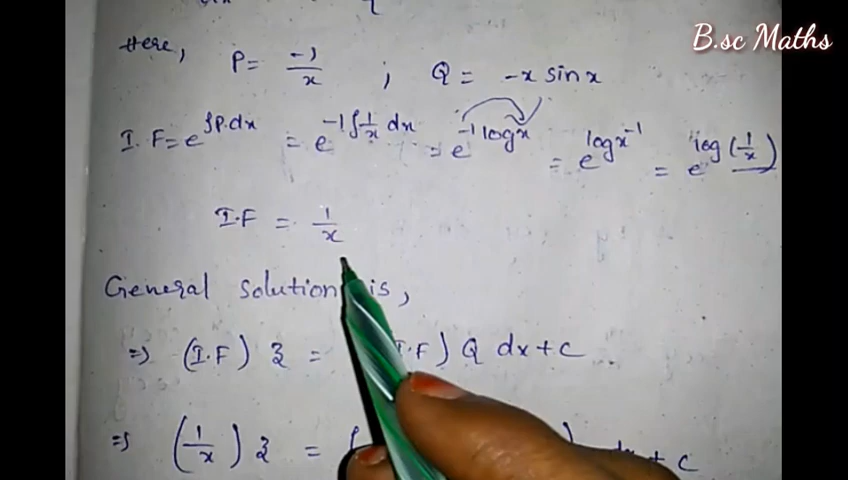 B.sc Maths
Here, P = -1/x ; Q = -x sin x
I.F = e^∫P.dx = e^-1∫1/x dx = e^-1 log x = e^log x^-1 = e^log (1/x)
I.F = 1/x
General solution is,
⇒ (I.F) z = I.F) Q dx + C
⇒ (1/x) z = ∫ ) dx + C